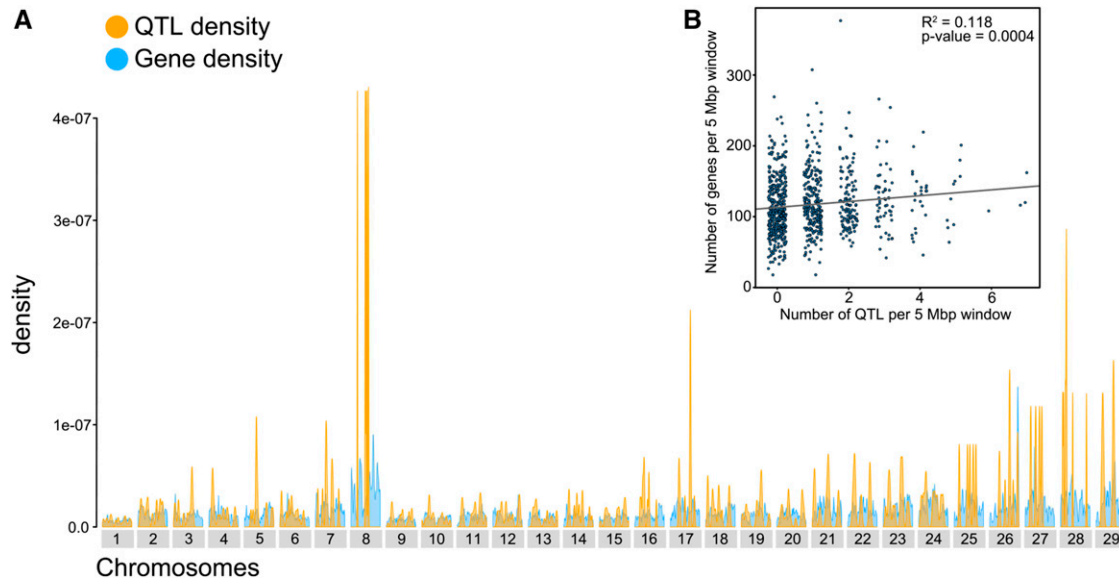 A
QTL density
Gene density
density
4e-07
3e-07
2e-07
1e-07
0.0
1 2 3 4 5 6 7 8 9 10 11 12 13 14 15 16 17 18 19 20 21 22 23 24 25 26 27 28 29
Chromosomes
B
R² = 0.118
p-value = 0.0004
Number of genes per 5 Mbp window
300
200
100
0
0 2 4 6
Number of QTL per 5 Mbp window